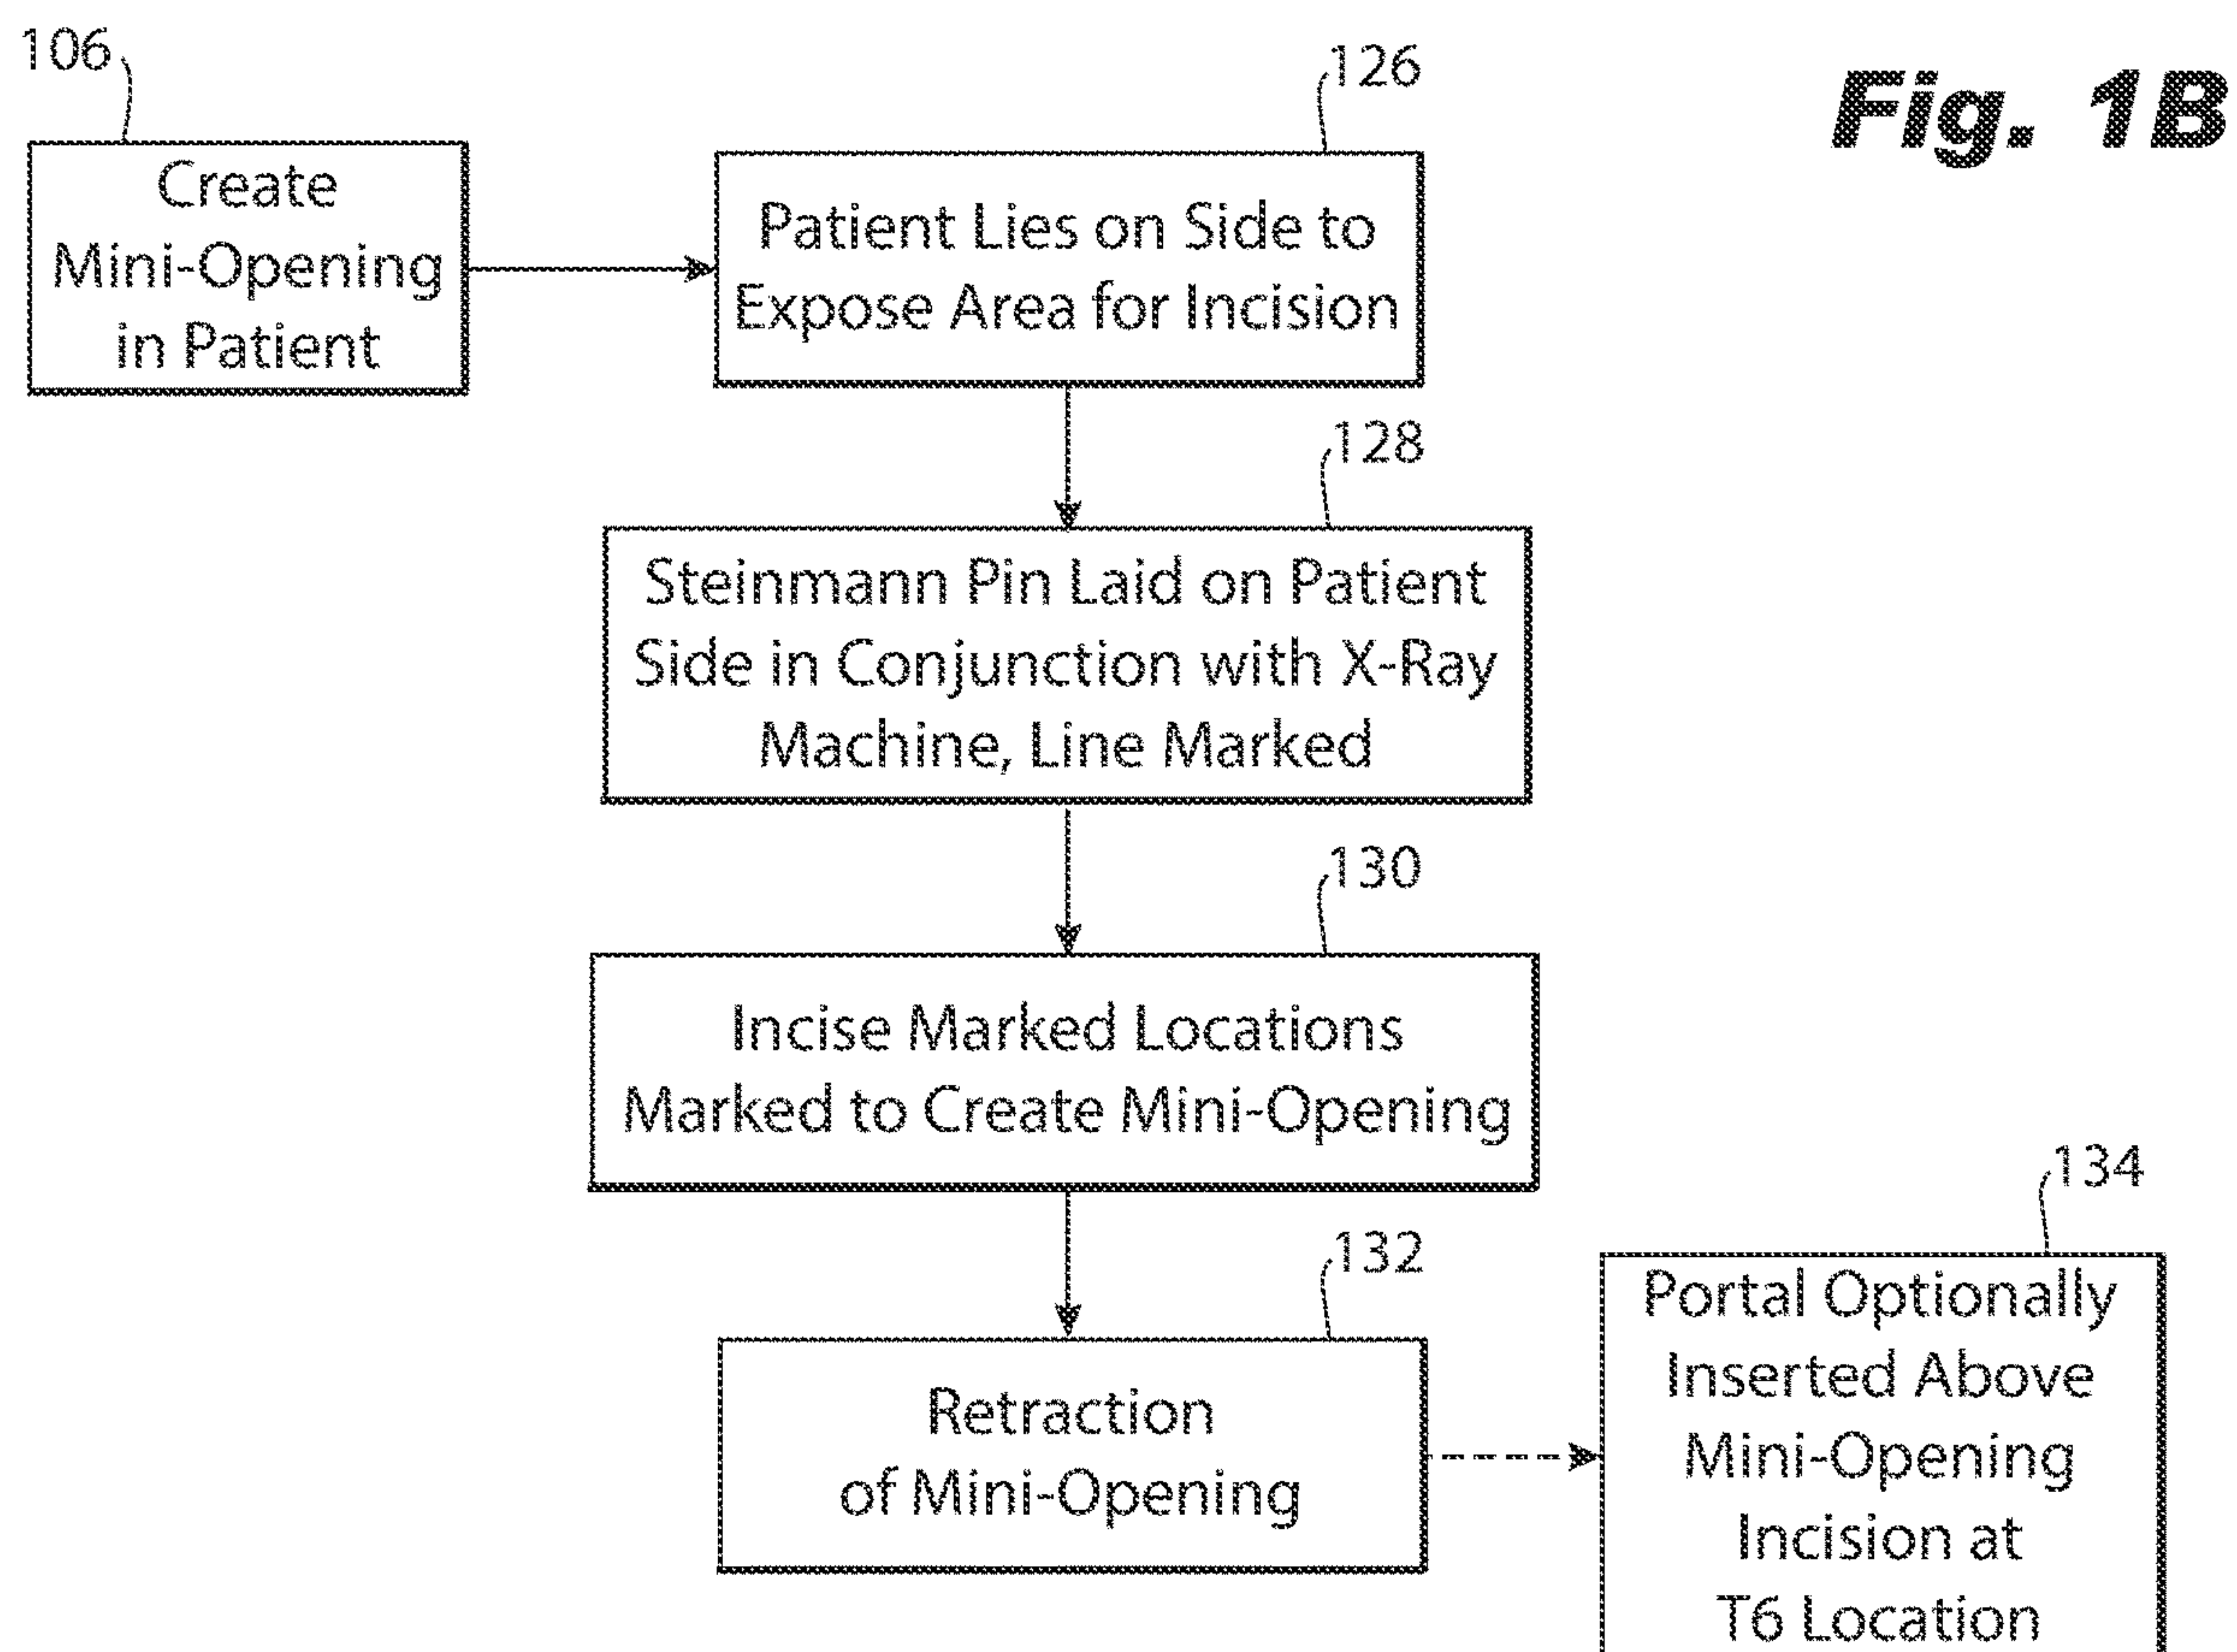 Fig. 1B
106
Create
Mini-Opening
in Patient
126
Patient Lies on Side to
Expose Area for Incision
128
Steinmann Pin Laid on Patient
Side in Conjunction with X-Ray
Machine, Line Marked
130
Incise Marked Locations
Marked to Create Mini-Opening
132
Retraction
of Mini-Opening
134
Portal Optionally
Inserted Above
Mini-Opening
Incision at
T6 Location